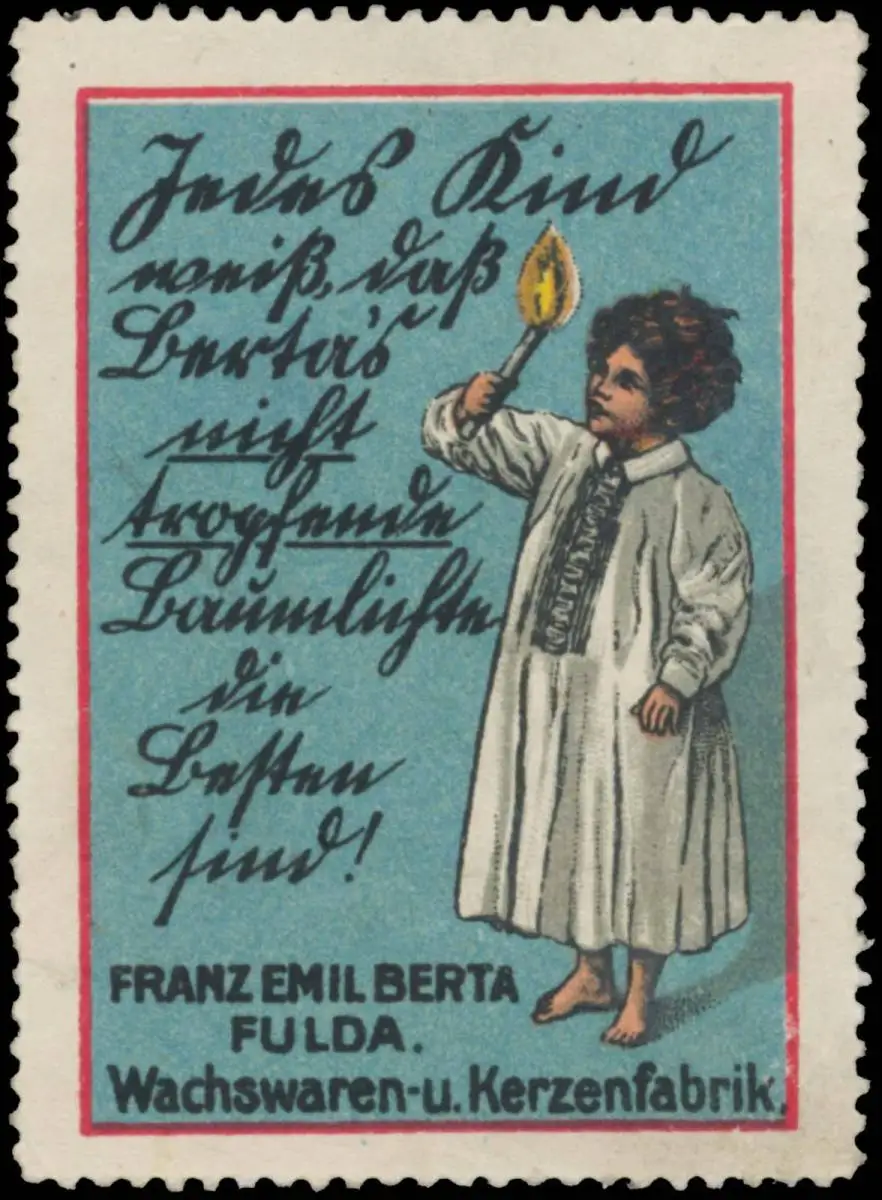 Jedes Kind
weiß, daß
Berta's
nicht
tropfende
Baumlichte
die
Besten
sind!
FRANZ EMIL BERTA
FULDA.
Wachswaren-u. Kerzenfabrik.